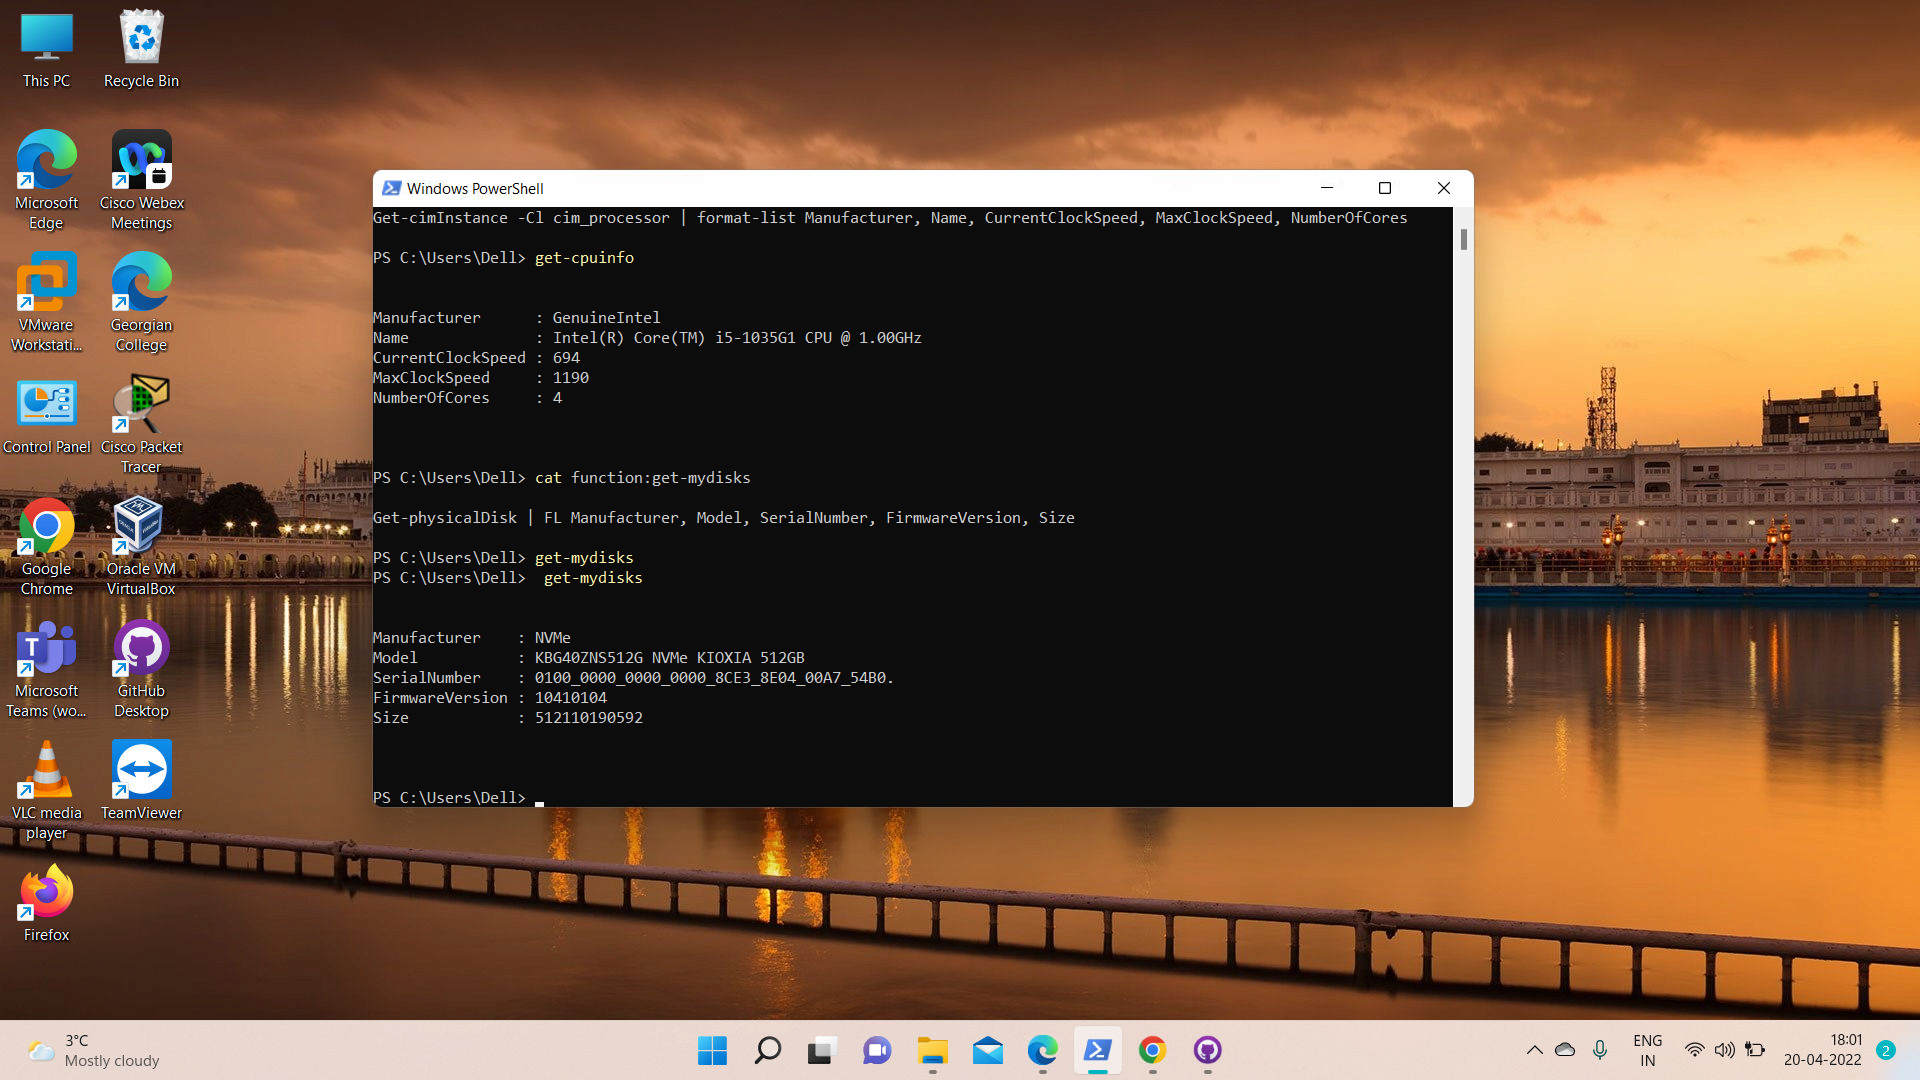 This PC
Recycle Bin
Microsoft
Edge
Cisco Webex
Meetings
VMware
Workstati...
Georgian
College
Control Panel
Cisco Packet
Tracer
Google
Chrome
Oracle VM
VirtualBox
Microsoft
Teams (wo...
GitHub
Desktop
VLC media
player
TeamViewer
Firefox
Windows PowerShell
Get-cimInstance -Cl cim_processor | format-list Manufacturer, Name, CurrentClockSpeed, MaxClockSpeed, NumberOfCores
PS C:\Users\Dell> get-cpuinfo
Manufacturer      : GenuineIntel
Name              : Intel(R) Core(TM) i5-1035G1 CPU @ 1.00GHz
CurrentClockSpeed : 694
MaxClockSpeed     : 1190
NumberOfCores     : 4
PS C:\Users\Dell> cat function:get-mydisks
Get-physicalDisk | FL Manufacturer, Model, SerialNumber, FirmwareVersion, Size
PS C:\Users\Dell> get-mydisks
PS C:\Users\Dell>  get-mydisks
Manufacturer    : NVMe
Model           : KBG40ZNS512G NVMe KIOXIA 512GB
SerialNumber    : 0100_0000_0000_0000_8CE3_8E04_00A7_54B0.
FirmwareVersion : 10410104
Size            : 512110190592
PS C:\Users\Dell>
3°C
Mostly cloudy
ENG
IN
18:01
20-04-2022
2